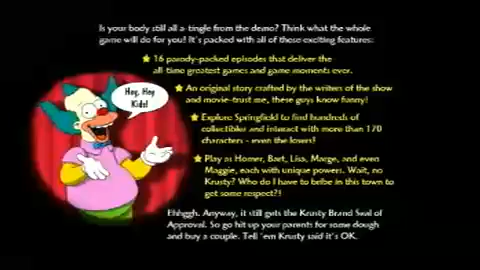 Is your body still all a-tingle from the demo? Think what the whole
game will do for you! It's packed with all of these exciting features:
16 parody-packed episodes that deliver the
all-time greatest games and game moments ever.
Hey, Hey
Kids!
An original story crafted by the writers of the show
and movie-trust me, these guys know funny!
Explore Springfield to find hundreds of
collectibles and interact with more than 170
characters - even the losers!
Play as Homer, Bart, Lisa, Marge, and even
Maggie, each with unique powers. Wait, no
Krusty? Who do I have to bribe in this town to
get some respect?!
Ehhggh. Anyway, it still gets the Krusty Brand Seal of
Approval. So go hit up your parents for some dough
and buy a couple. Tell 'em Krusty said it's OK.